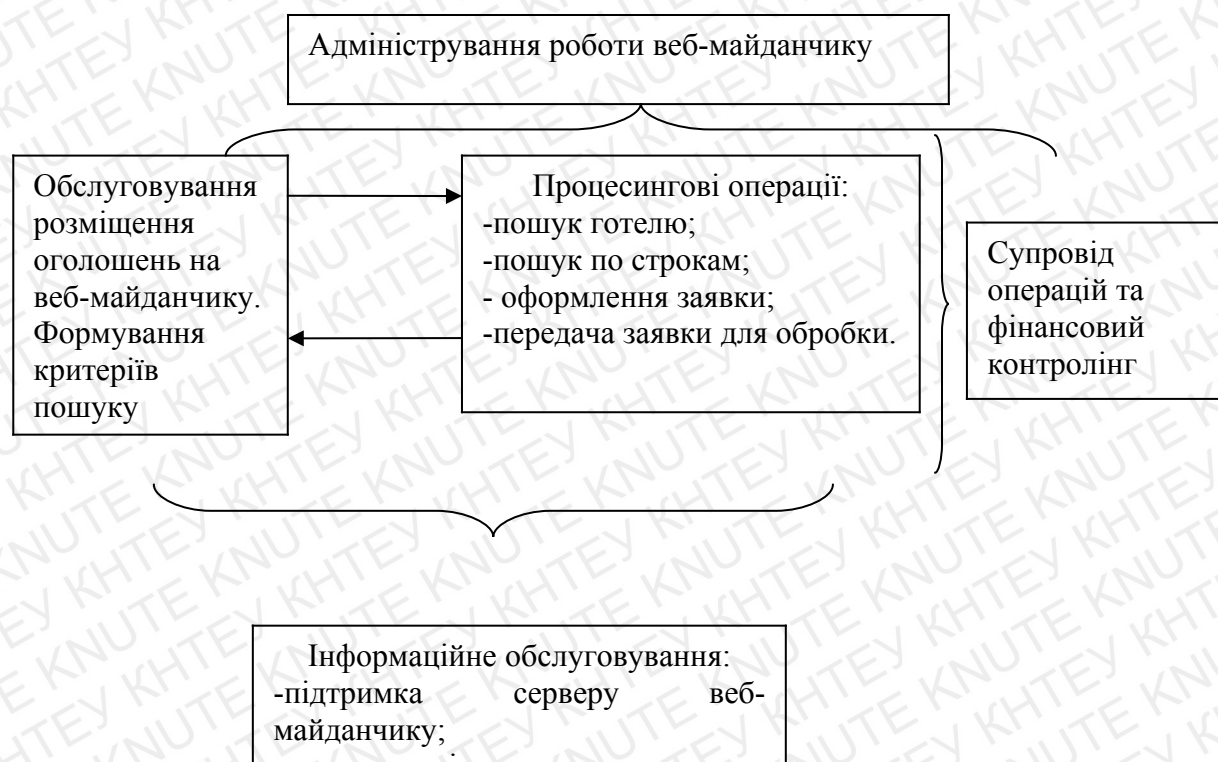 Адміністрування роботи веб-майданчику
Обслуговування
розміщення
оголошень на
веб-майданчику.
Формування
критеріїв
пошуку
Процесингові операції:
-пошук готелю;
-пошук по строкам;
- оформлення заявки;
-передача заявки для обробки.
Супровід
операцій та
фінансовий
контролінг
Інформаційне обслуговування:
-підтримка серверу веб-
майданчику;